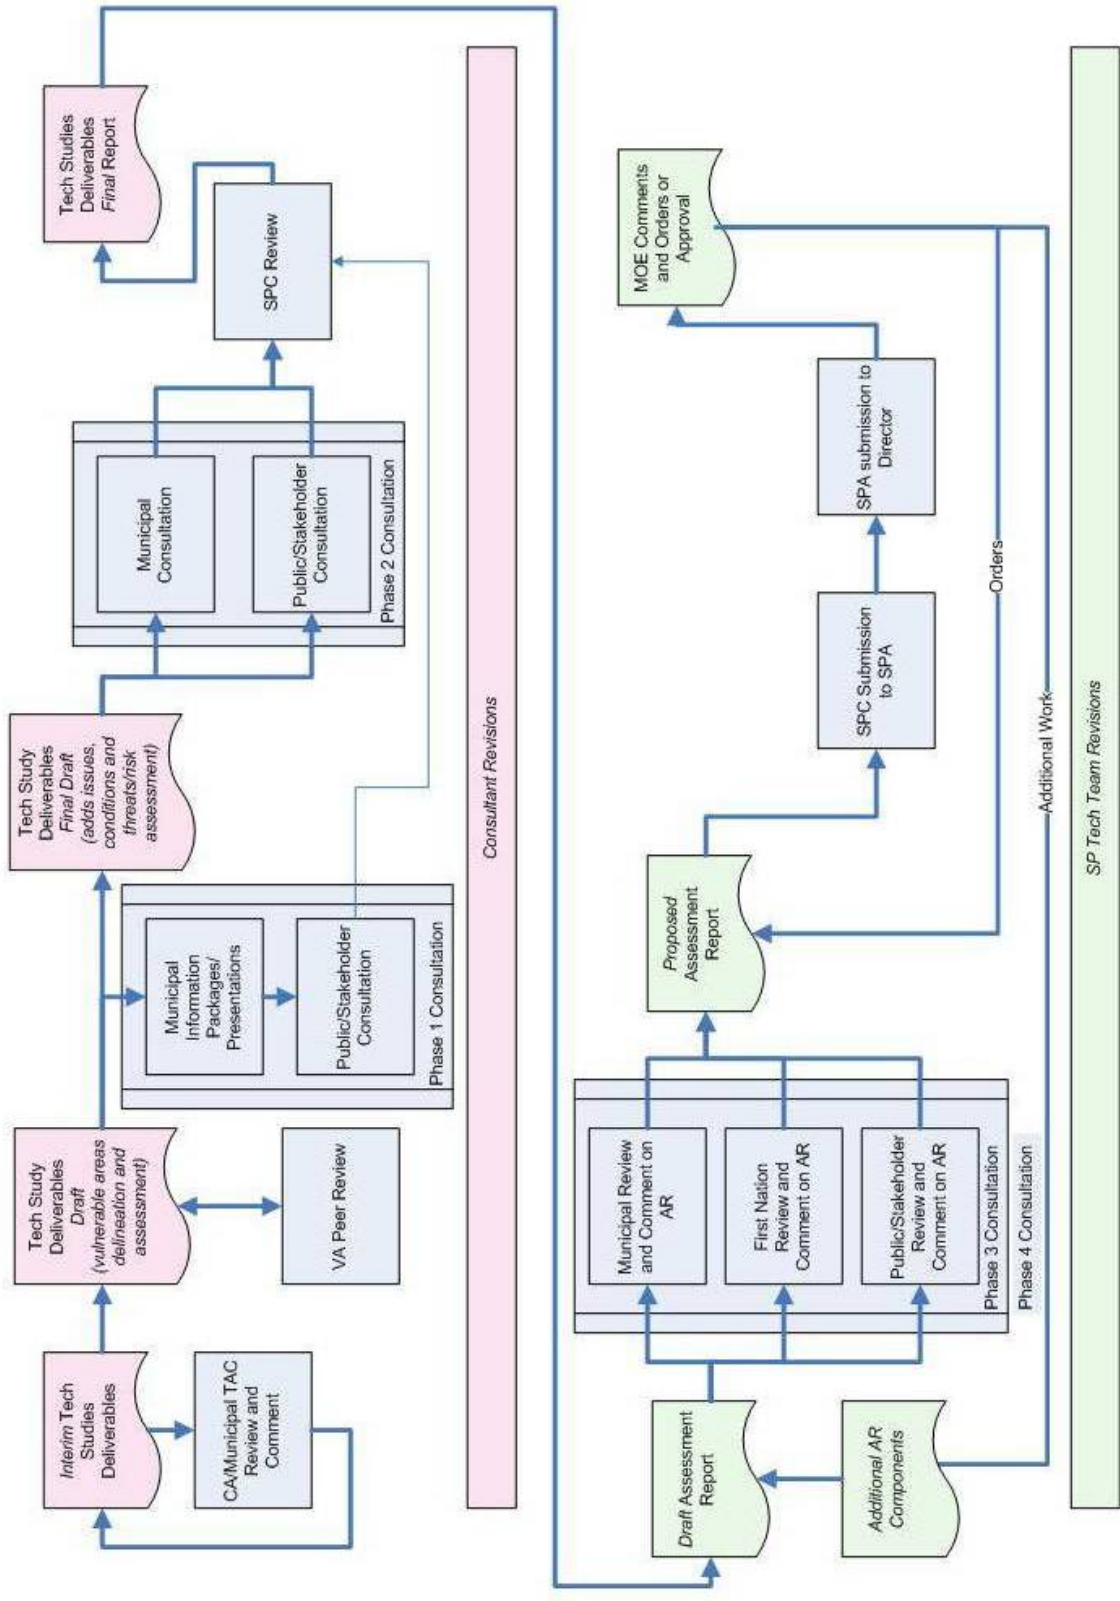 Interim Tech
Studies
Deliverables
CA/Municipal TAC
Review and
Comment
Tech Study
Deliverables
Draft
(vulnerable areas
delineation and
assessment)
VA Peer Review
Municipal
Information
Packages/
Presentations
Public/Stakeholder
Consultation
Phase 1 Consultation
Tech Study
Deliverables
Final Draft
(adds issues,
conditions and
threats/risk
assessment)
Municipal
Consultation
Public/Stakeholder
Consultation
Phase 2 Consultation
SPC Review
Tech Studies
Deliverables
Final Report
Consultant Revisions
Draft Assessment
Report
Additional AR
Components
Municipal Review
and Comment on
AR
First Nation
Review and
Comment on AR
Public/Stakeholder
Review and
Comment on AR
Phase 3 Consultation
Phase 4 Consultation
Proposed
Assessment
Report
SPC Submission
to SPA
SPA submission to
Director
MOE Comments
and Orders or
Approval
Orders
Additional Work
SP Tech Team Revisions